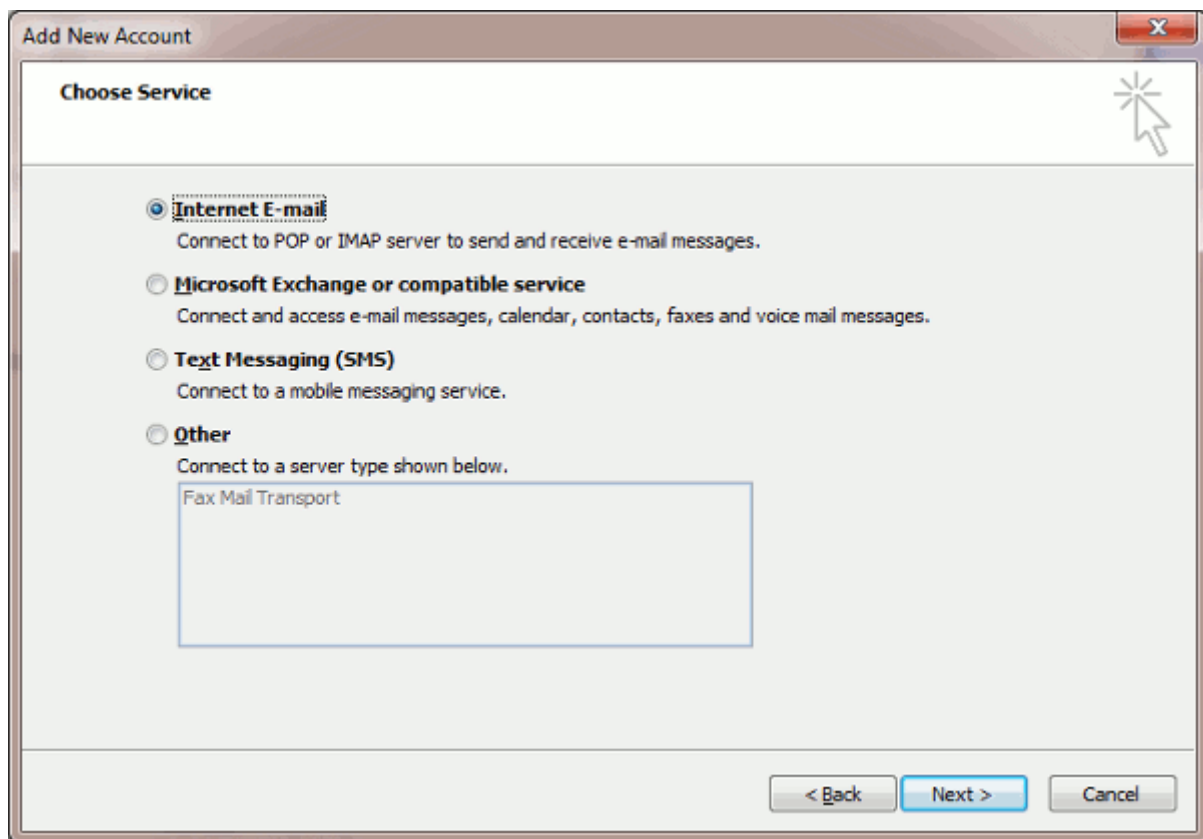 Add New Account
Choose Service
Internet E-mail
Connect to POP or IMAP server to send and receive e-mail messages.
Microsoft Exchange or compatible service
Connect and access e-mail messages, calendar, contacts, faxes and voice mail messages.
Text Messaging (SMS)
Connect to a mobile messaging service.
Other
Connect to a server type shown below.
Fax Mail Transport
< Back Next > Cancel